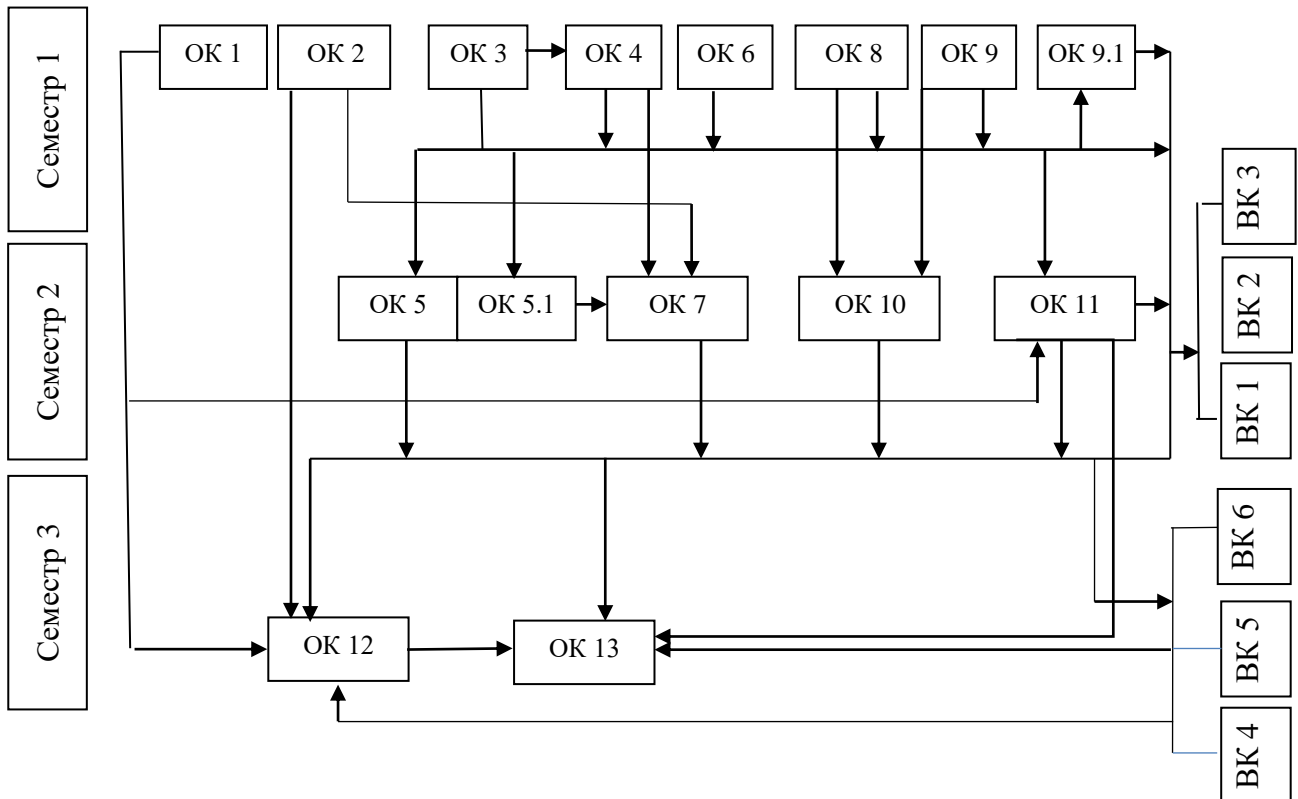 Семестр 1
ОК 1
ОК 2
ОК 3
ОК 4
ОК 6
ОК 8
ОК 9
ОК 9.1
ВК 3
Семестр 2
ОК 5
ОК 5.1
ОК 7
ОК 10
ОК 11
ВК 2
ВК 1
Семестр 3
ОК 12
ОК 13
ВК 6
ВК 5
ВК 4